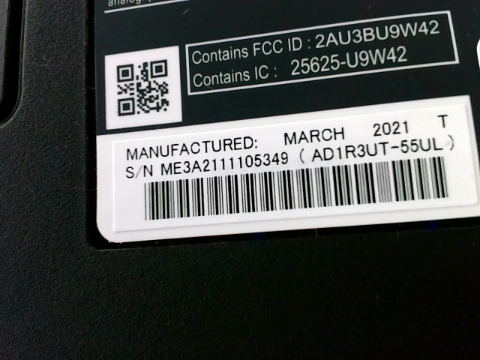 Contains FCC ID : 2AU3BU9W42
Contains IC : 25625-U9W42
MANUFACTURED: MARCH 2021 T
S/N ME3A2111105349 ( AD1R3UT-55UL )